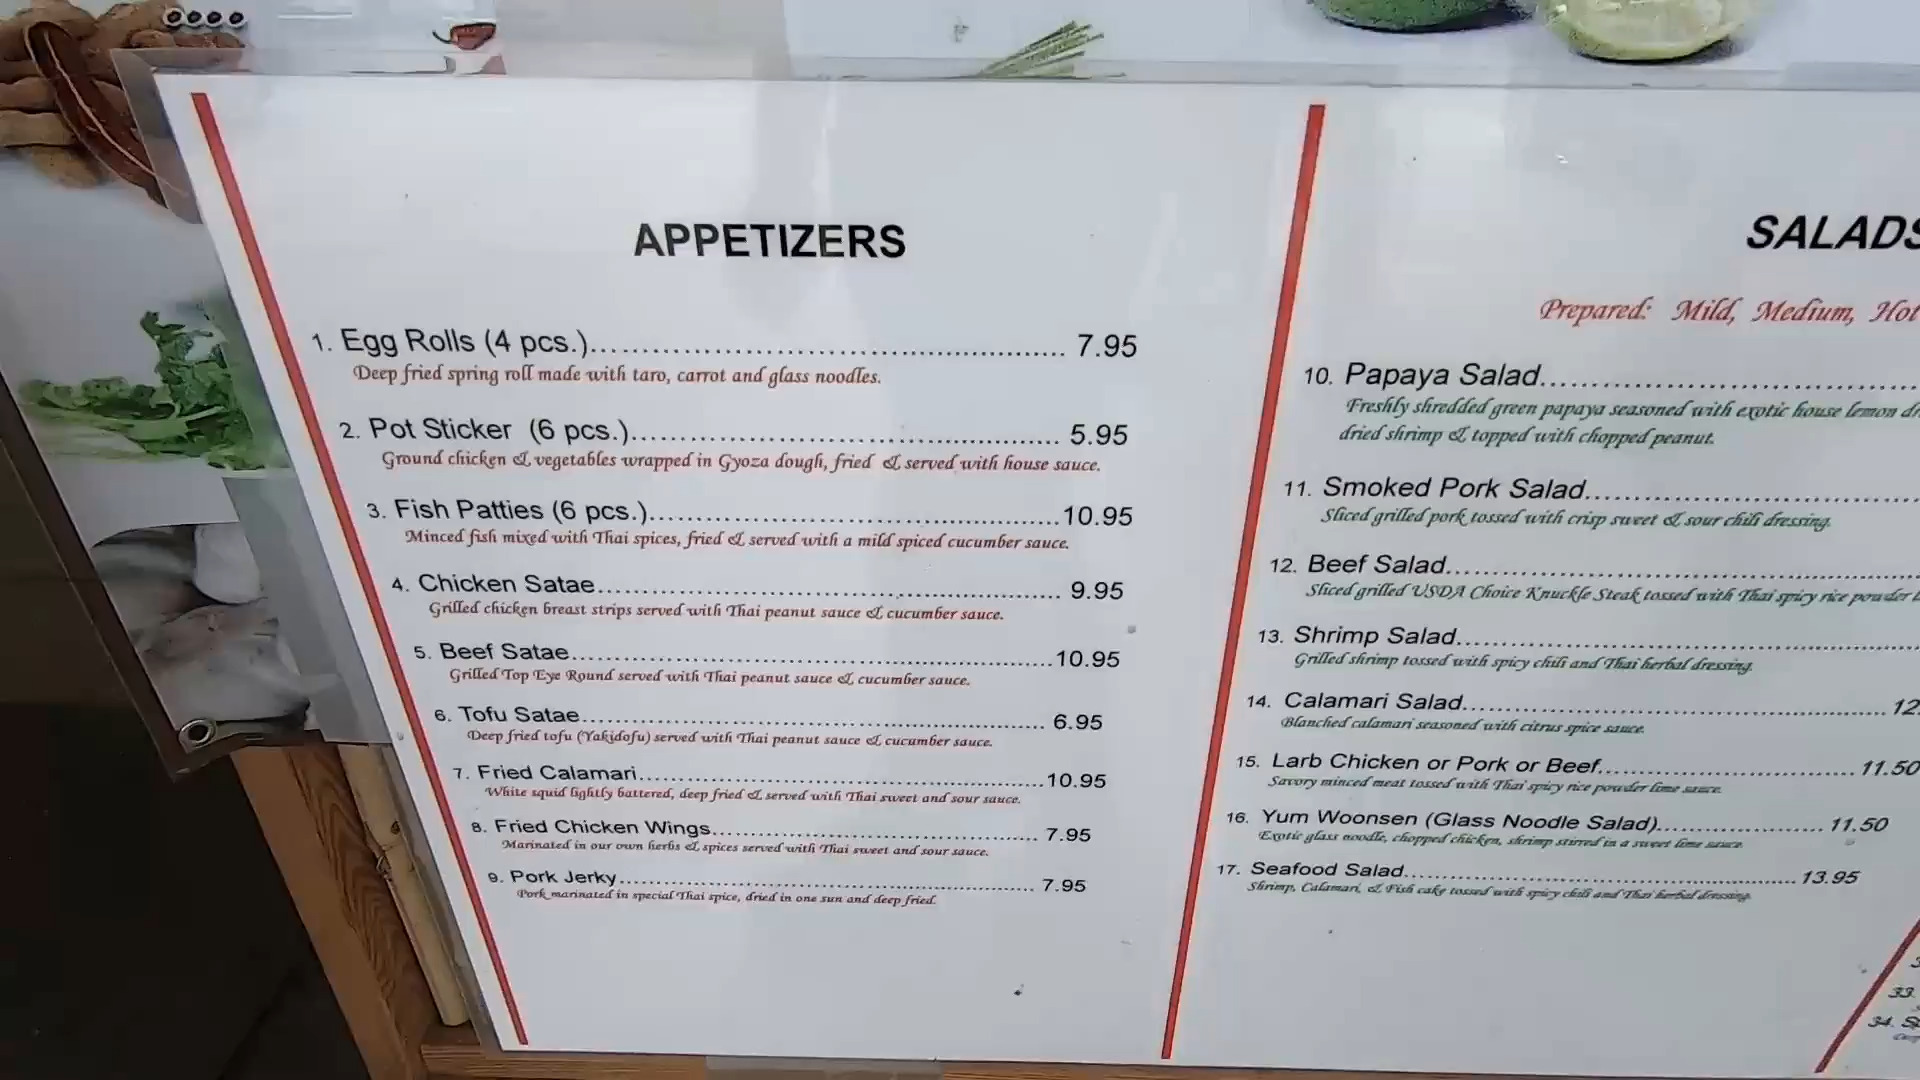 APPETIZERS
1. Egg Rolls (4 pcs.)........ 7.95
Deep fried spring roll made with taro, carrot and glass noodles.
2. Pot Sticker (6 pcs.)........ 5.95
Ground chicken & vegetables wrapped in Gyoza dough, fried & served with house sauce.
3. Fish Patties (6 pcs.)........10.95
Minced fish mixed with Thai spices, fried & served with a mild spiced cucumber sauce.
4. Chicken Satae........ 9.95
Grilled chicken breast strips served with Thai peanut sauce & cucumber sauce.
5. Beef Satae........10.95
Grilled Top Eye Round served with Thai peanut sauce & cucumber sauce.
6. Tofu Satae........ 6.95
Deep fried tofu (Yakidofu) served with Thai peanut sauce & cucumber sauce.
7. Fried Calamari........10.95
White squid lightly battered, deep fried & served with Thai sweet and sour sauce.
8. Fried Chicken Wings........ 7.95
Marinated in our own herbs & spices served with Thai sweet and sour sauce.
9. Pork Jerky........ 7.95
Pork marinated in special Thai spice, dried in one sun and deep fried.
SALADS
Prepared: Mild, Medium, Hot
10. Papaya Salad........
Freshly shredded green papaya seasoned with exotic house lemon
dried shrimp & topped with chopped peanut.
11. Smoked Pork Salad........
Sliced grilled pork tossed with crisp sweet & sour chili dressing.
12. Beef Salad........
Sliced grilled USDA Choice Knuckle Steak tossed with Thai spicy rice powder
13. Shrimp Salad........
Grilled shrimp tossed with spicy chili and Thai herbal dressing.
14. Calamari Salad........ 12.
Blanched calamari seasoned with citrus spice sauce.
15. Larb Chicken or Pork or Beef........11.50
Savory minced meat tossed with Thai spicy rice powder lime sauce.
16. Yum Woonsen (Glass Noodle Salad)........ 11.50
Exotic glass noodle, chopped chicken, shrimp stirred in a sweet lime sauce.
17. Seafood Salad........ 13.95
Shrimp, Calamari, & Fish cake tossed with spicy chili and Thai herbal dressing.
33.
34.